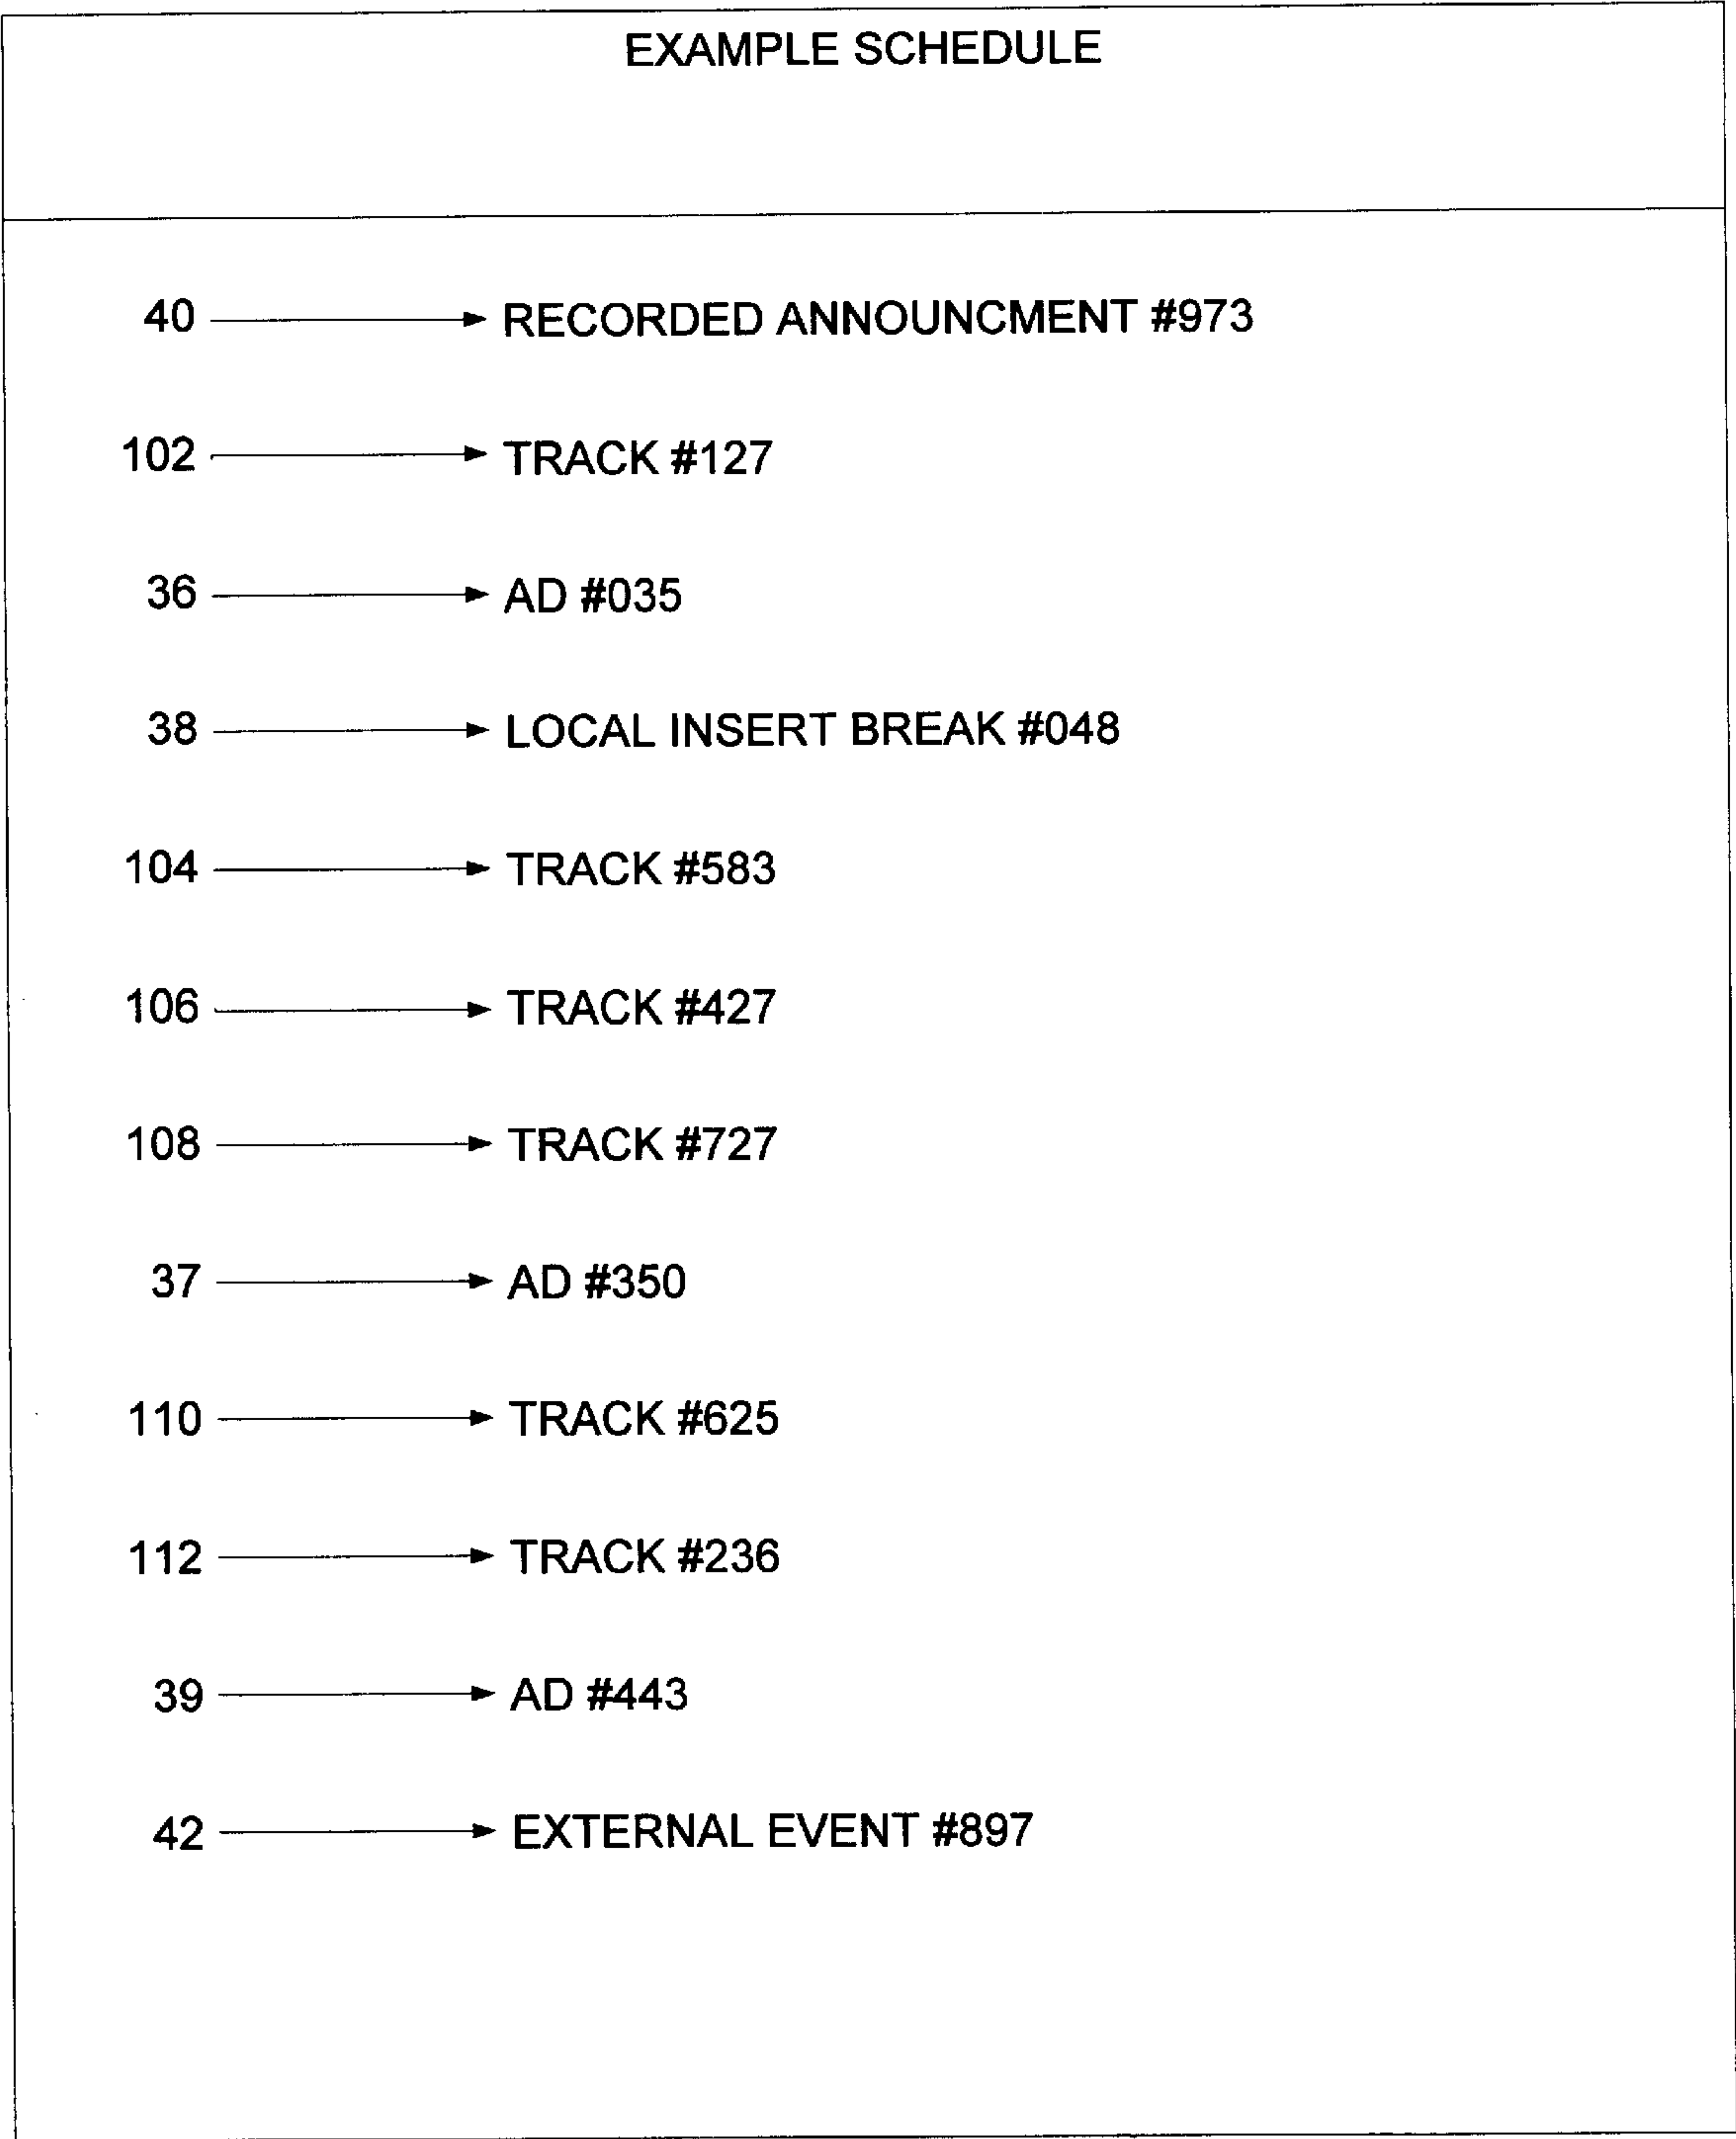 EXAMPLE SCHEDULE
40 RECORDED ANNOUNCMENT #973
102 TRACK #127
36 AD #035
38 LOCAL INSERT BREAK #048
104 TRACK #583
106 TRACK #427
108 TRACK #727
37 AD #350
110 TRACK #625
112 TRACK #236
39 AD #443
42 EXTERNAL EVENT #897